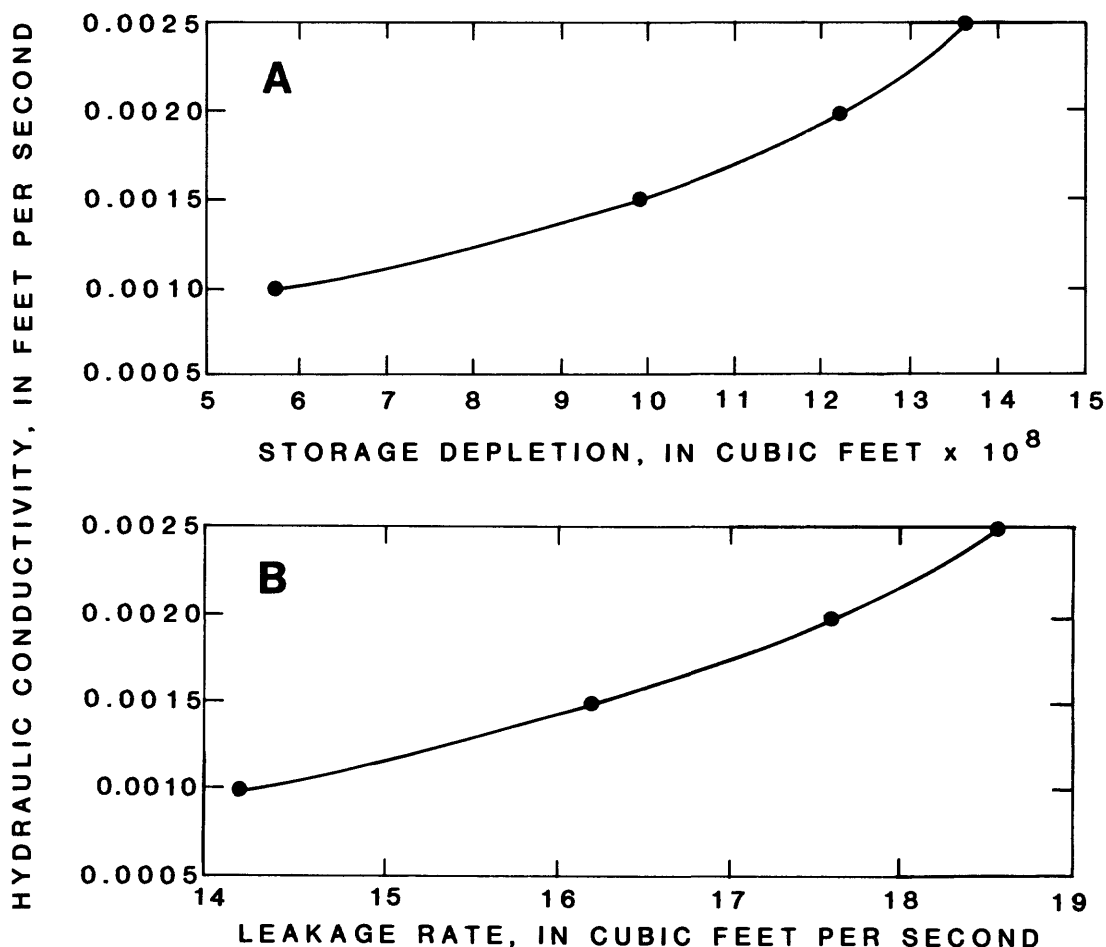 HYDRAULIC CONDUCTIVITY, IN FEET PER SECOND
A
0.0025
0.0020
0.0015
0.0010
0.0005
5 6 7 8 9 10 11 12 13 14 15
STORAGE DEPLETION, IN CUBIC FEET x 10⁸
B
0.0025
0.0020
0.0015
0.0010
0.0005
14 15 16 17 18 19
LEAKAGE RATE, IN CUBIC FEET PER SECOND